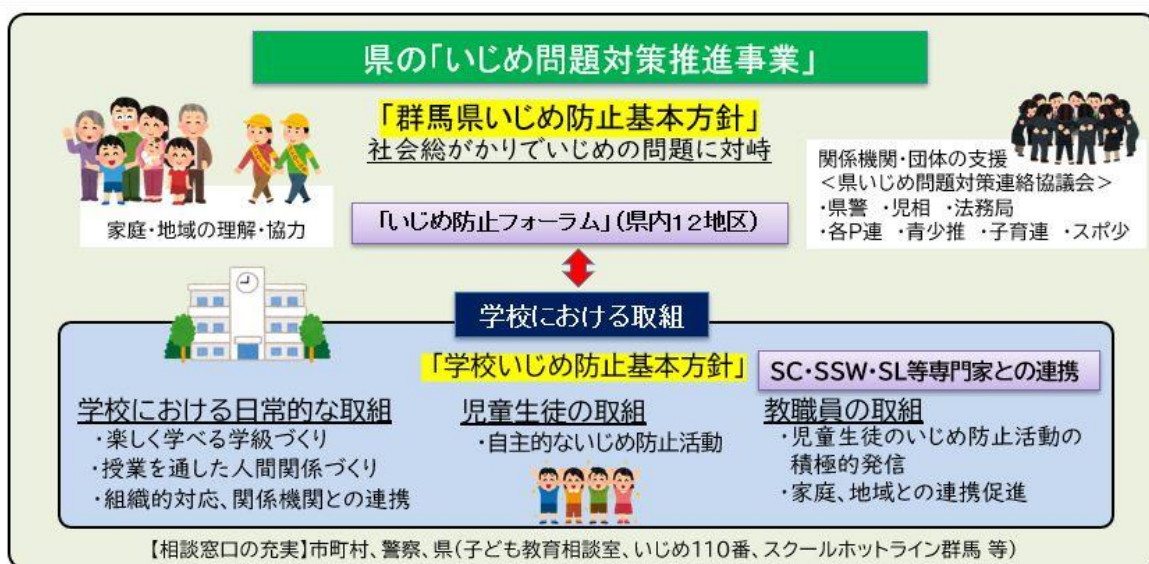 県の「いじめ問題対策推進事業」
「群馬県いじめ防止基本方針」
社会総がかりでいじめの問題に対峙
家庭・地域の理解・協力
「いじめ防止フォーラム」(県内12地区)
関係機関・団体の支援
<県いじめ問題対策連絡協議会>
・県警 ・児相 ・法務局
・各P連 ・青少推 ・子育連 ・スポ少
学校における取組
「学校いじめ防止基本方針」
SC・SSW・SL等専門家との連携
学校における日常的な取組
・楽しく学べる学級づくり
・授業を通した人間関係づくり
・組織的対応、関係機関との連携
児童生徒の取組
・自主的ないじめ防止活動
教職員の取組
・児童生徒のいじめ防止活動の
積極的発信
・家庭、地域との連携促進
【相談窓口の充実】市町村、警察、県(子ども教育相談室、いじめ110番、スクールホットライン群馬 等)